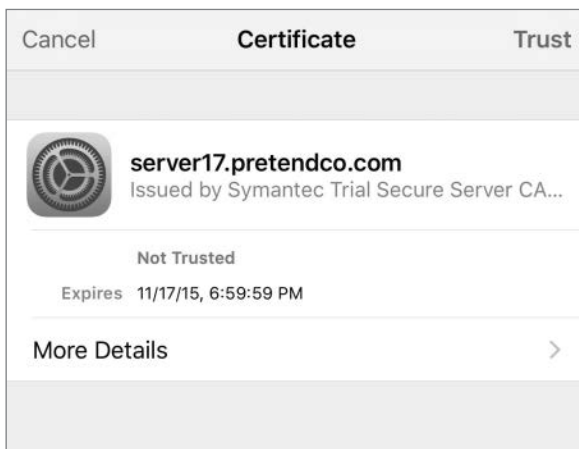 Cancel Certificate Trust
server17.pretendco.com
Issued by Symantec Trial Secure Server CA...
Not Trusted
Expires 11/17/15, 6:59:59 PM
More Details